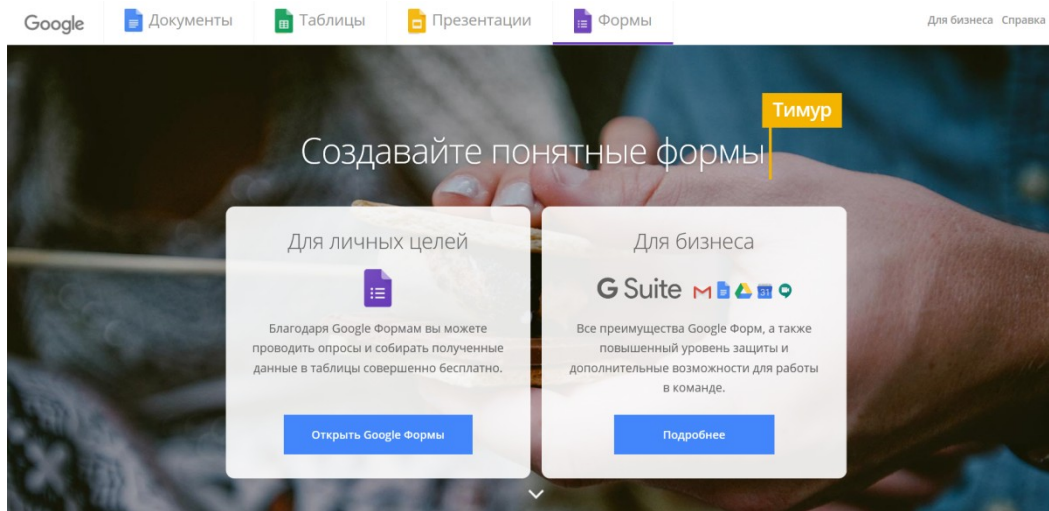 Google Документы Таблицы Презентации Формы Для бизнеса Справка
Тимур
Создавайте понятные формы
Для личных целей
Благодаря Google Формам вы можете
проводить опросы и собирать полученные
данные в таблицы совершенно бесплатно.
Открыть Google Формы
Для бизнеса
G Suite
31
Все преимущества Google Форм, а также
повышенный уровень защиты и
дополнительные возможности для работы
в команде.
Подробнее